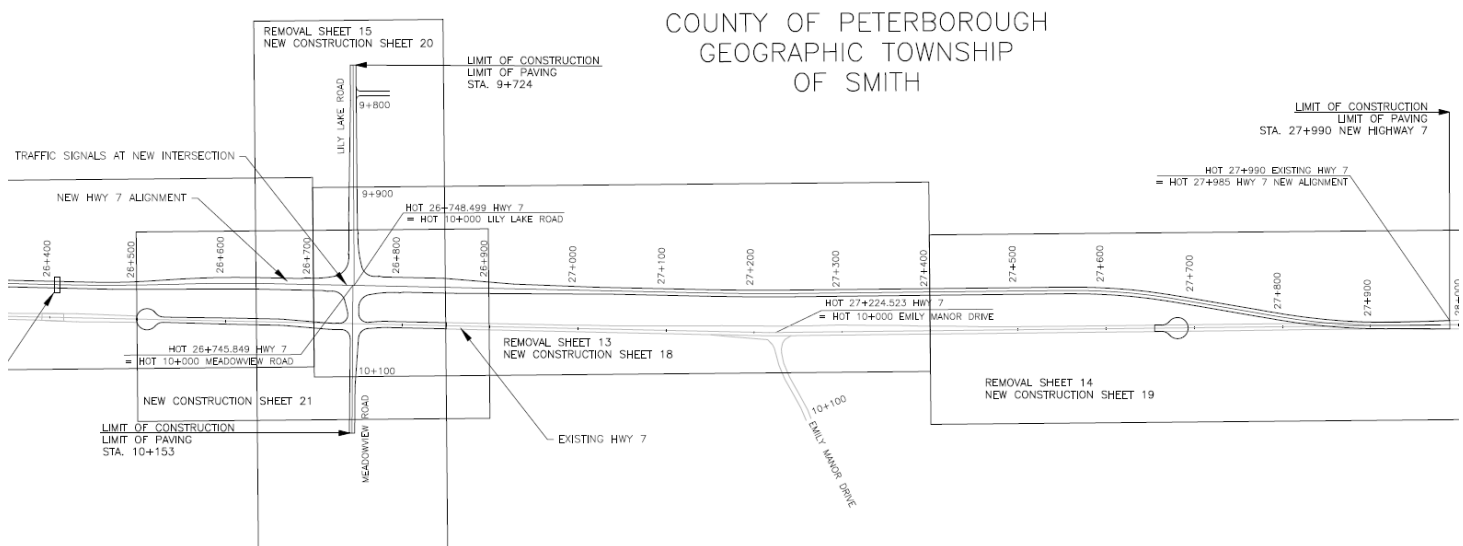 COUNTY OF PETERBOROUGH
GEOGRAPHIC TOWNSHIP
OF SMITH
REMOVAL SHEET 15
NEW CONSTRUCTION SHEET 20
LIMIT OF CONSTRUCTION
LIMIT OF PAVING
STA. 9+724
LILY LAKE ROAD
9+800
LIMIT OF CONSTRUCTION
LIMIT OF PAVING
STA. 27+990 NEW HIGHWAY 7
TRAFFIC SIGNALS AT NEW INTERSECTION
HOT 27+990 EXISTING HWY 7
= HOT 27+985 HWY 7 NEW ALIGNMENT
NEW HWY 7 ALIGNMENT
9+900
HOT 26+748.499 HWY 7
= HOT 10+000 LILY LAKE ROAD
26+400
26+500
26+600
26+700
26+800
26+900
27+000
27+100
27+200
27+300
27+400
27+500
27+600
27+700
27+800
27+900
28+000
HOT 27+224.523 HWY 7
= HOT 10+000 EMILY MANOR DRIVE
HOT 26+745.849 HWY 7
= HOT 10+000 MEADOWVIEW ROAD
REMOVAL SHEET 13
NEW CONSTRUCTION SHEET 18
10+100
REMOVAL SHEET 14
NEW CONSTRUCTION SHEET 19
NEW CONSTRUCTION SHEET 21
10+100
LIMIT OF CONSTRUCTION
LIMIT OF PAVING
STA. 10+153
MEADOWVIEW ROAD
EXISTING HWY 7
EMILY MANOR DRIVE